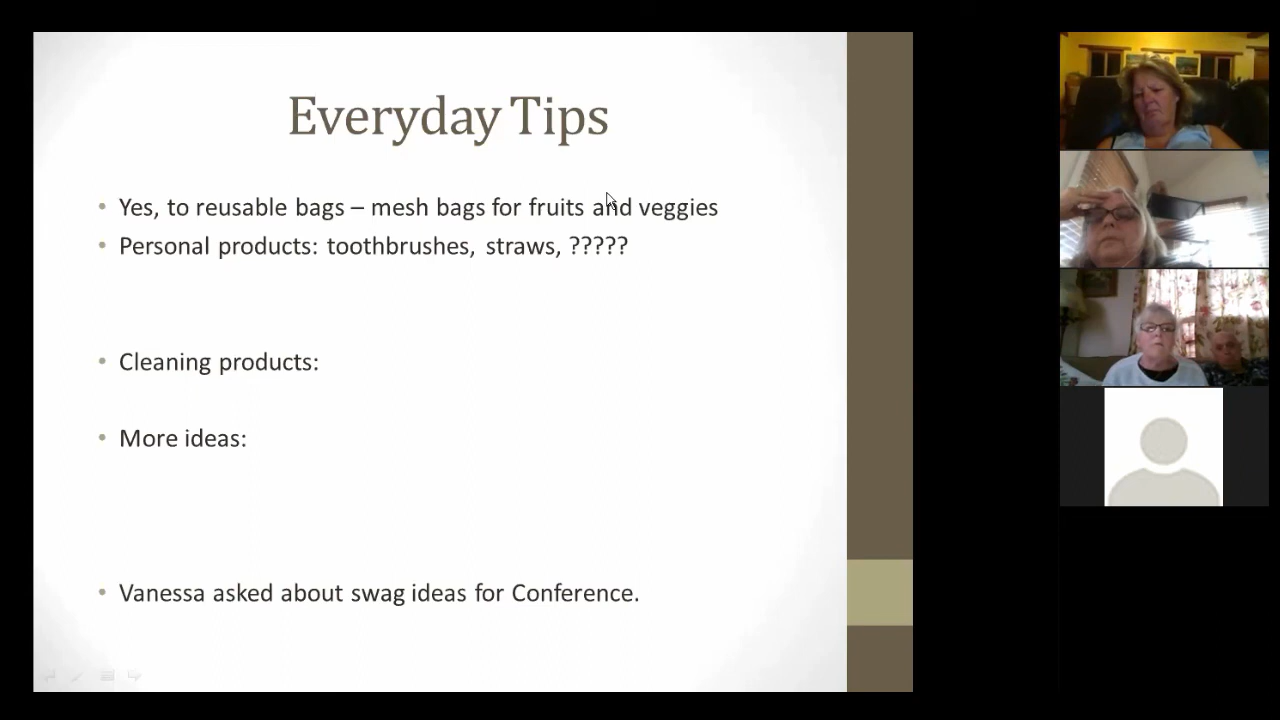 Everyday Tips
Yes, to reusable bags – mesh bags for fruits and veggies
Personal products: toothbrushes, straws, ?????
Cleaning products:
More ideas:
Vanessa asked about swag ideas for Conference.